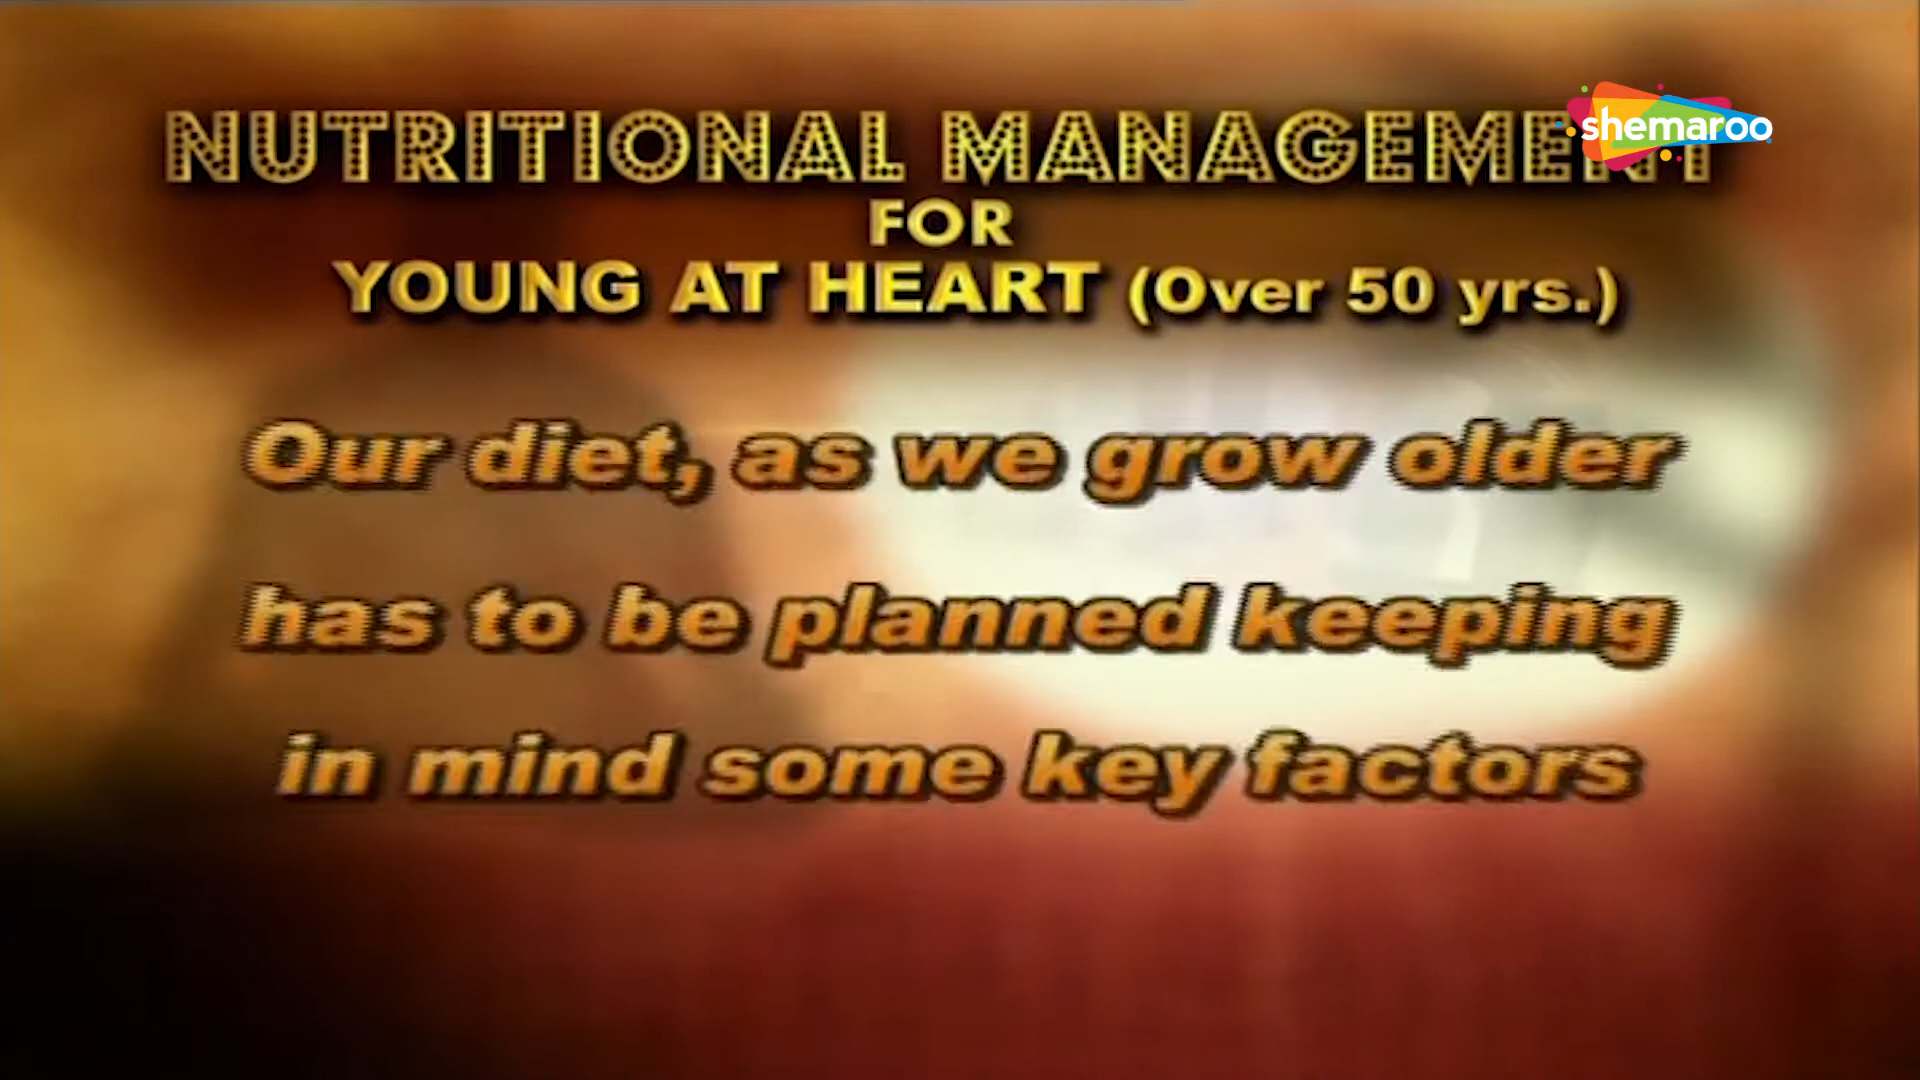 NUTRITIONAL MANAGEMENT
shemaroo
FOR
YOUNG AT HEART (Over 50 yrs.)
Our diet, as we grow older
has to be planned keeping
in mind some key factors